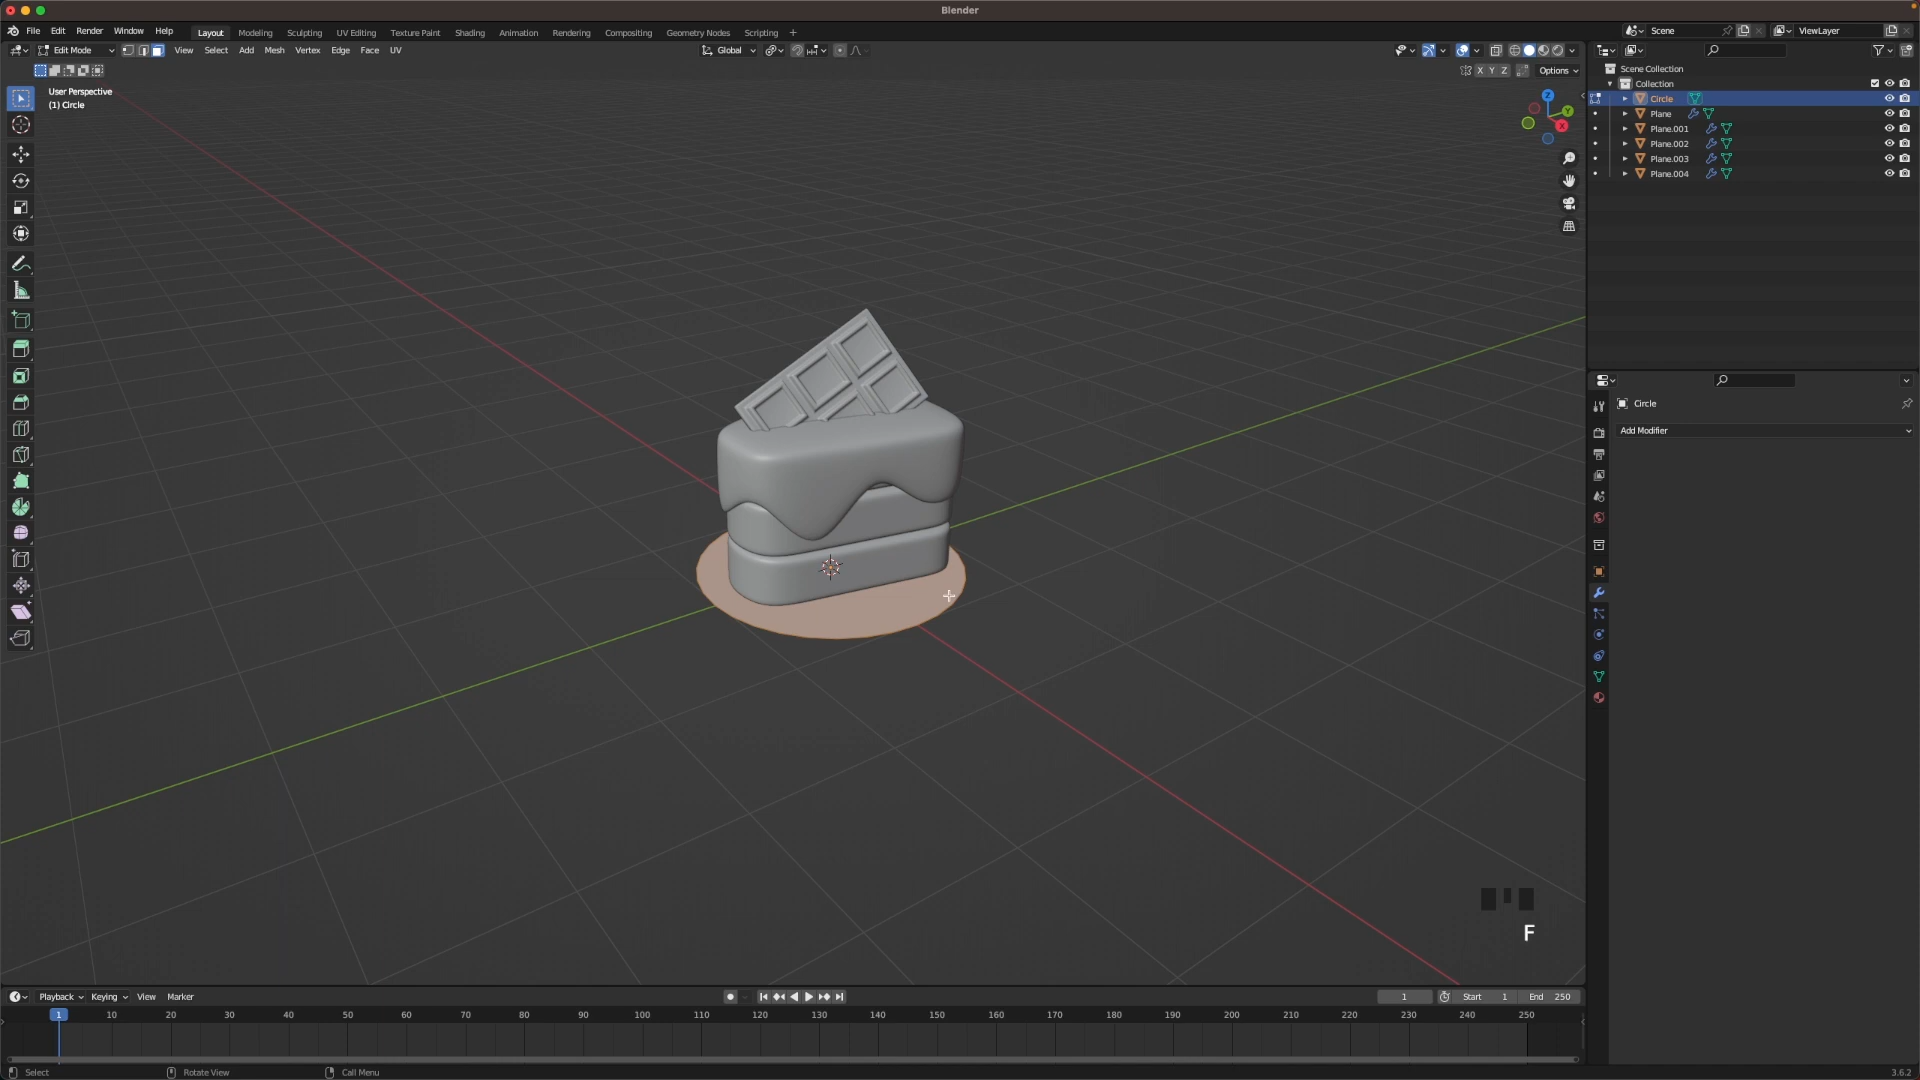 Blender
File Edit Render Window Help Layout Modeling Sculpting UV Editing Texture Paint Shading Animation Rendering Compositing Geometry Nodes Scripting + Scene ViewLayer
Edit Mode View Select Add Mesh Vertex Edge Face UV Global
X Y Z Options
User Perspective
(1) Circle
Z
Y
X
Scene Collection
Collection
Circle
Plane
Plane.001
Plane.002
Plane.003
Plane.004
Circle
Add Modifier
F
Playback Keying View Marker 1 Start 1 End 250
1 10 20 30 40 50 60 70 80 90 100 110 120 130 140 150 160 170 180 190 200 210 220 230 240 250
Select Rotate View Call Menu 3.6.2